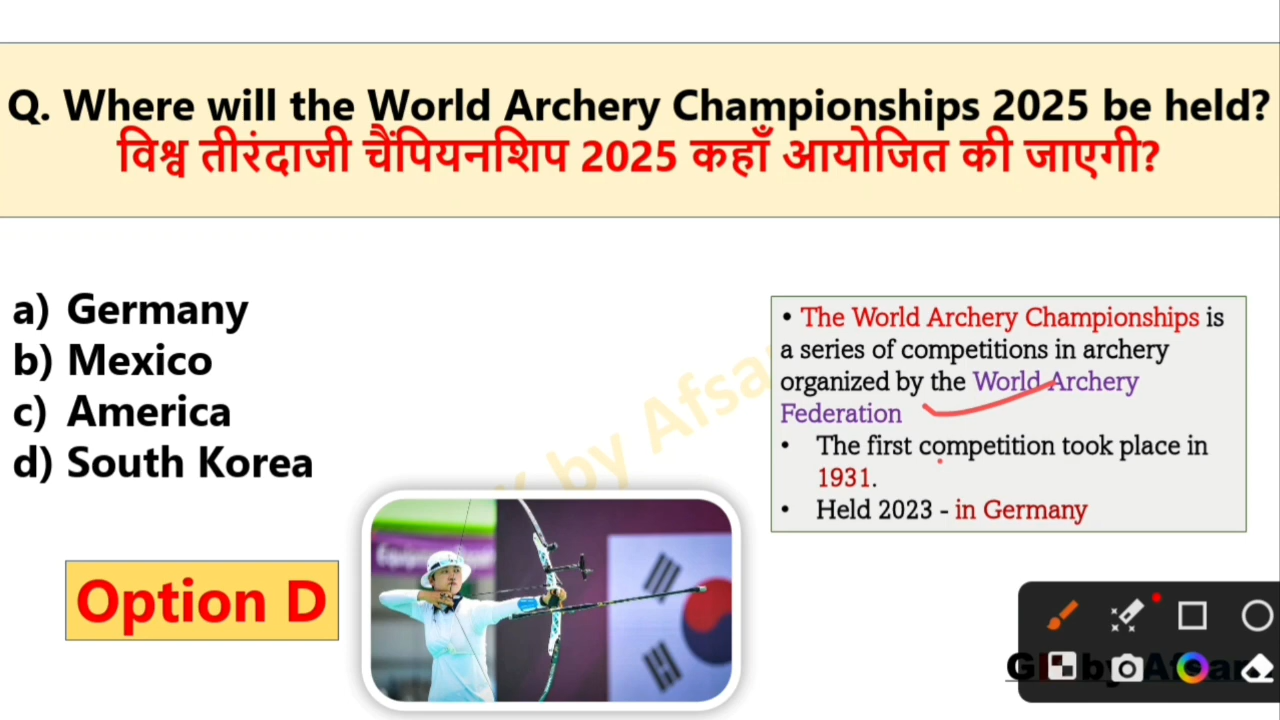 Q. Where will the World Archery Championships 2025 be held?
विश्व तीरंदाजी चैंपियनशिप 2025 कहाँ आयोजित की जाएगी?
a) Germany
b) Mexico
c) America
d) South Korea
Option D
• The World Archery Championships is
a series of competitions in archery
organized by the World Archery
Federation
• The first competition took place in
1931.
• Held 2023 - in Germany
by Afsar